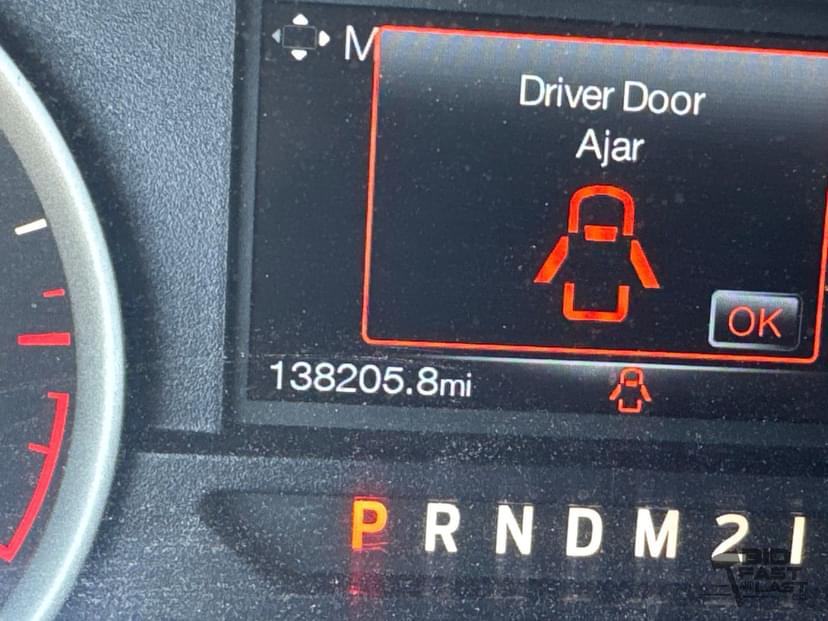 M
Driver Door
Ajar
OK
138205.8mi
P R N D M 2 1